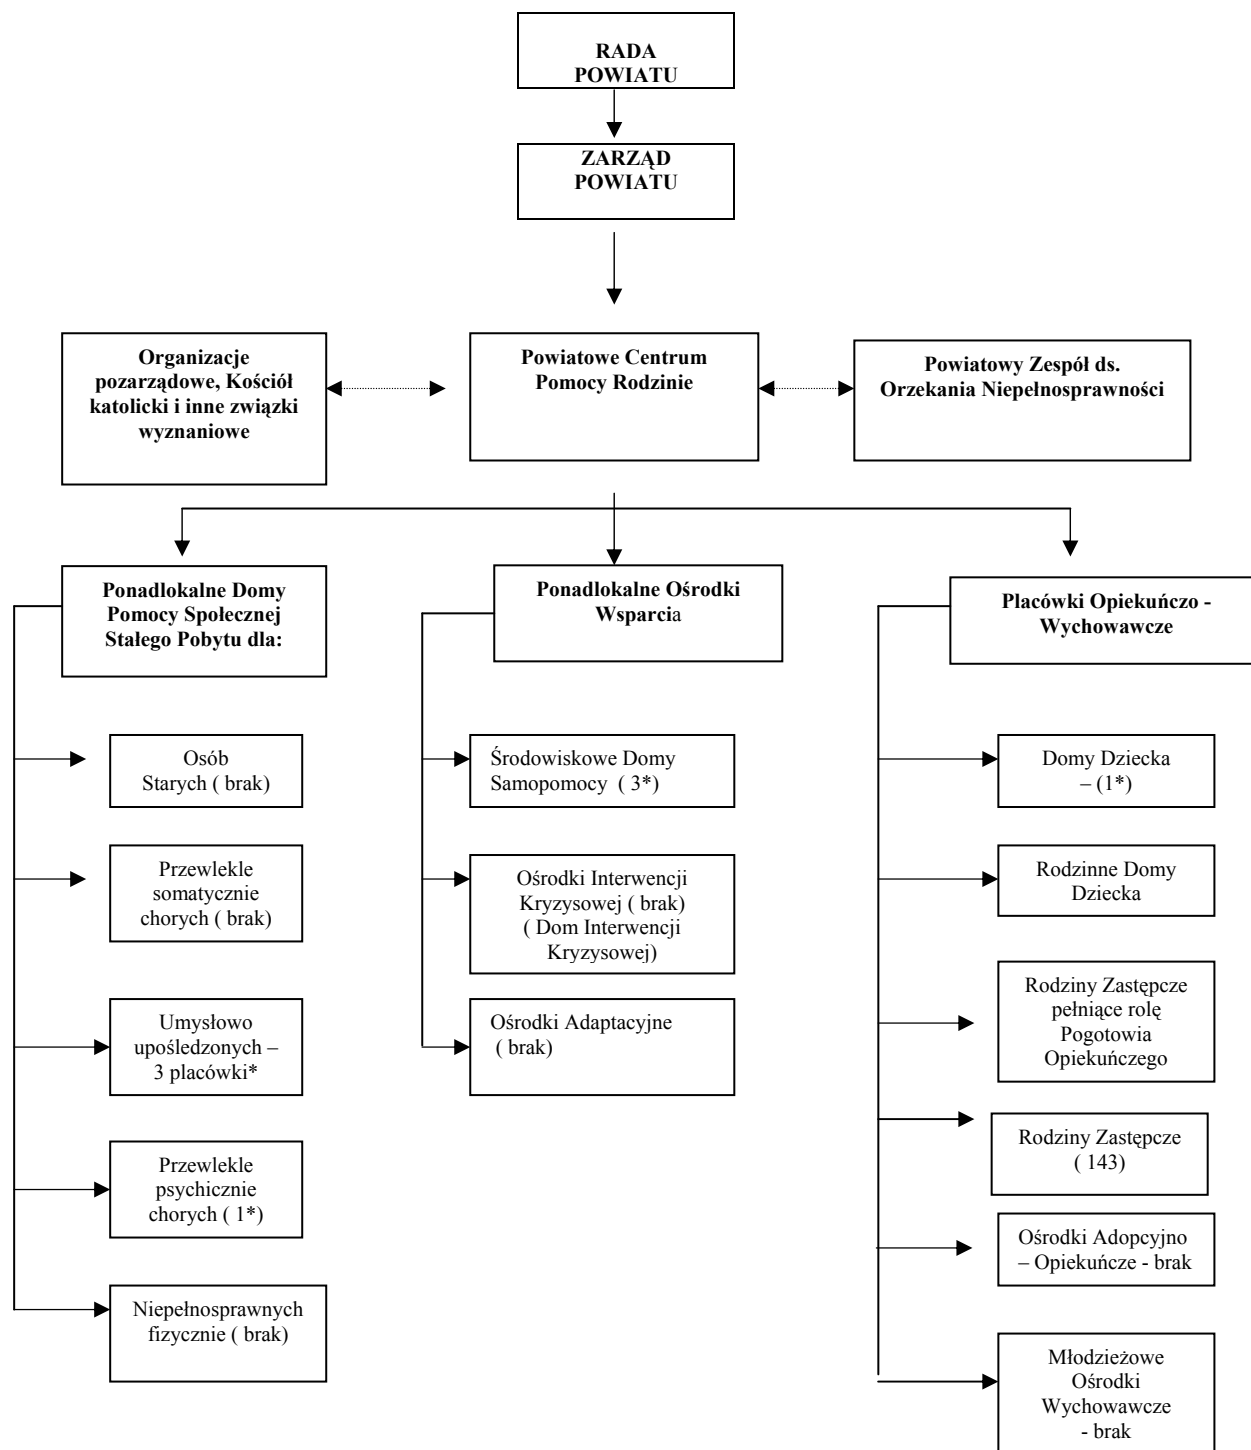 RADA
POWIATU
ZARZĄD
POWIATU
Organizacje
pozarządowe, Kościół
katolicki i inne związki
wyznaniowe
Powiatowe Centrum
Pomocy Rodzinie
Powiatowy Zespół ds.
Orzekania Niepełnosprawności
Ponadlokalne Domy
Pomocy Społecznej
Stałego Pobytu dla:
Ponadlokalne Ośrodki
Wsparcia
Placówki Opiekuńczo -
Wychowawcze
Osób
Starych ( brak)
Przewlekle
somatycznie
chorych ( brak)
Umysłowo
upośledzonych –
3 placówki*
Przewlekle
psychicznie
chorych ( 1*)
Niepełnosprawnych
fizycznie ( brak)
Środowiskowe Domy
Samopomocy ( 3*)
Ośrodki Interwencji
Kryzysowej ( brak)
( Dom Interwencji
Kryzysowej)
Ośrodki Adaptacyjne
( brak)
Domy Dziecka
– (1*)
Rodzinne Domy
Dziecka
Rodziny Zastępcze
pełniące rolę
Pogotowia
Opiekuńczego
Rodziny Zastępcze
( 143)
Ośrodki Adopcyjno
– Opiekuńcze - brak
Młodzieżowe
Ośrodki
Wychowawcze
- brak